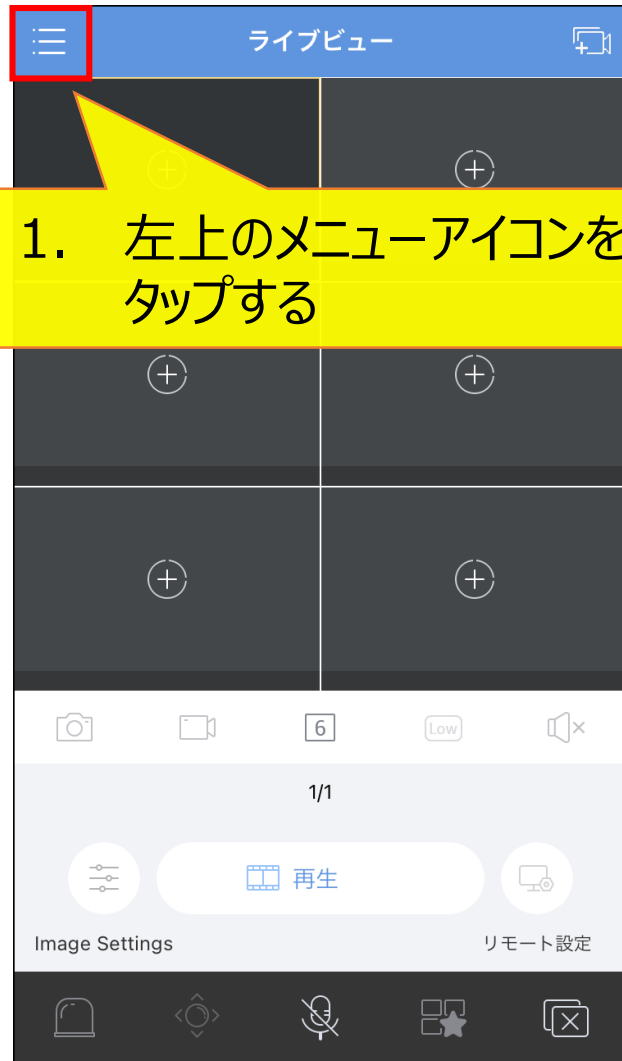 ライブビュー
1. 左上のメニューアイコンを
タップする
6
Low
1/1
再生
Image Settings
リモート設定